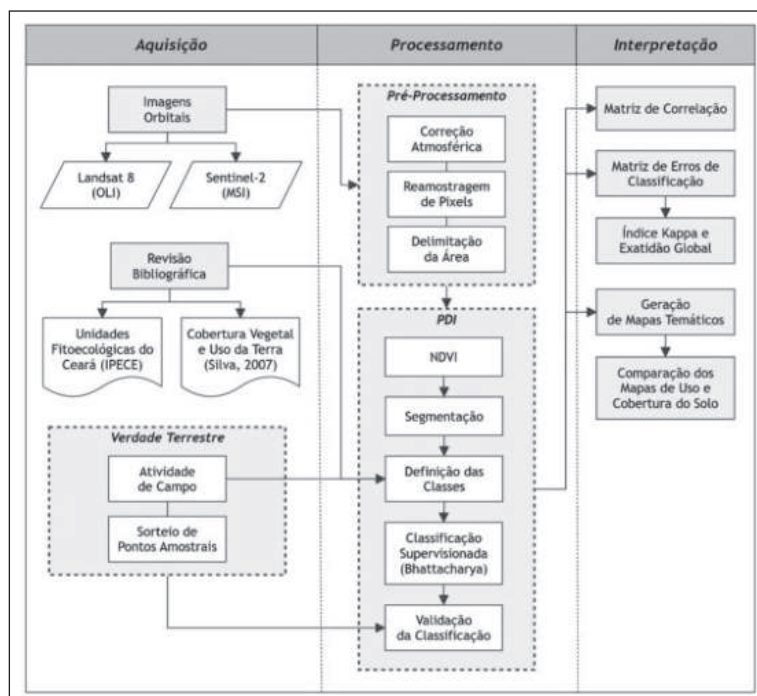 Aquisição
Processamento
Interpretação
Imagens
Orbitais
Landsat 8
(OLI)
Sentinel-2
(MSI)
Revisão
Bibliográfica
Unidades
Fitoecológicas do
Ceará (IPECE)
Cobertura Vegetal
e Uso da Terra
(Silva, 2007)
Verdade Terrestre
Atividade
de Campo
Sorteio de
Pontos Amostrais
Pré-Processamento
Correção
Atmosférica
Reamostragem
de Pixels
Delimitação
da Área
PDI
NDVI
Segmentação
Definição das
Classes
Classificação
Supervisionada
(Bhattacharya)
Validação
da Classificação
Matriz de Correlação
Matriz de Erros de
Classificação
Índice Kappa e
Exatidão Global
Geração
de Mapas Temáticos
Comparação dos
Mapas de Uso e
Cobertura do Solo